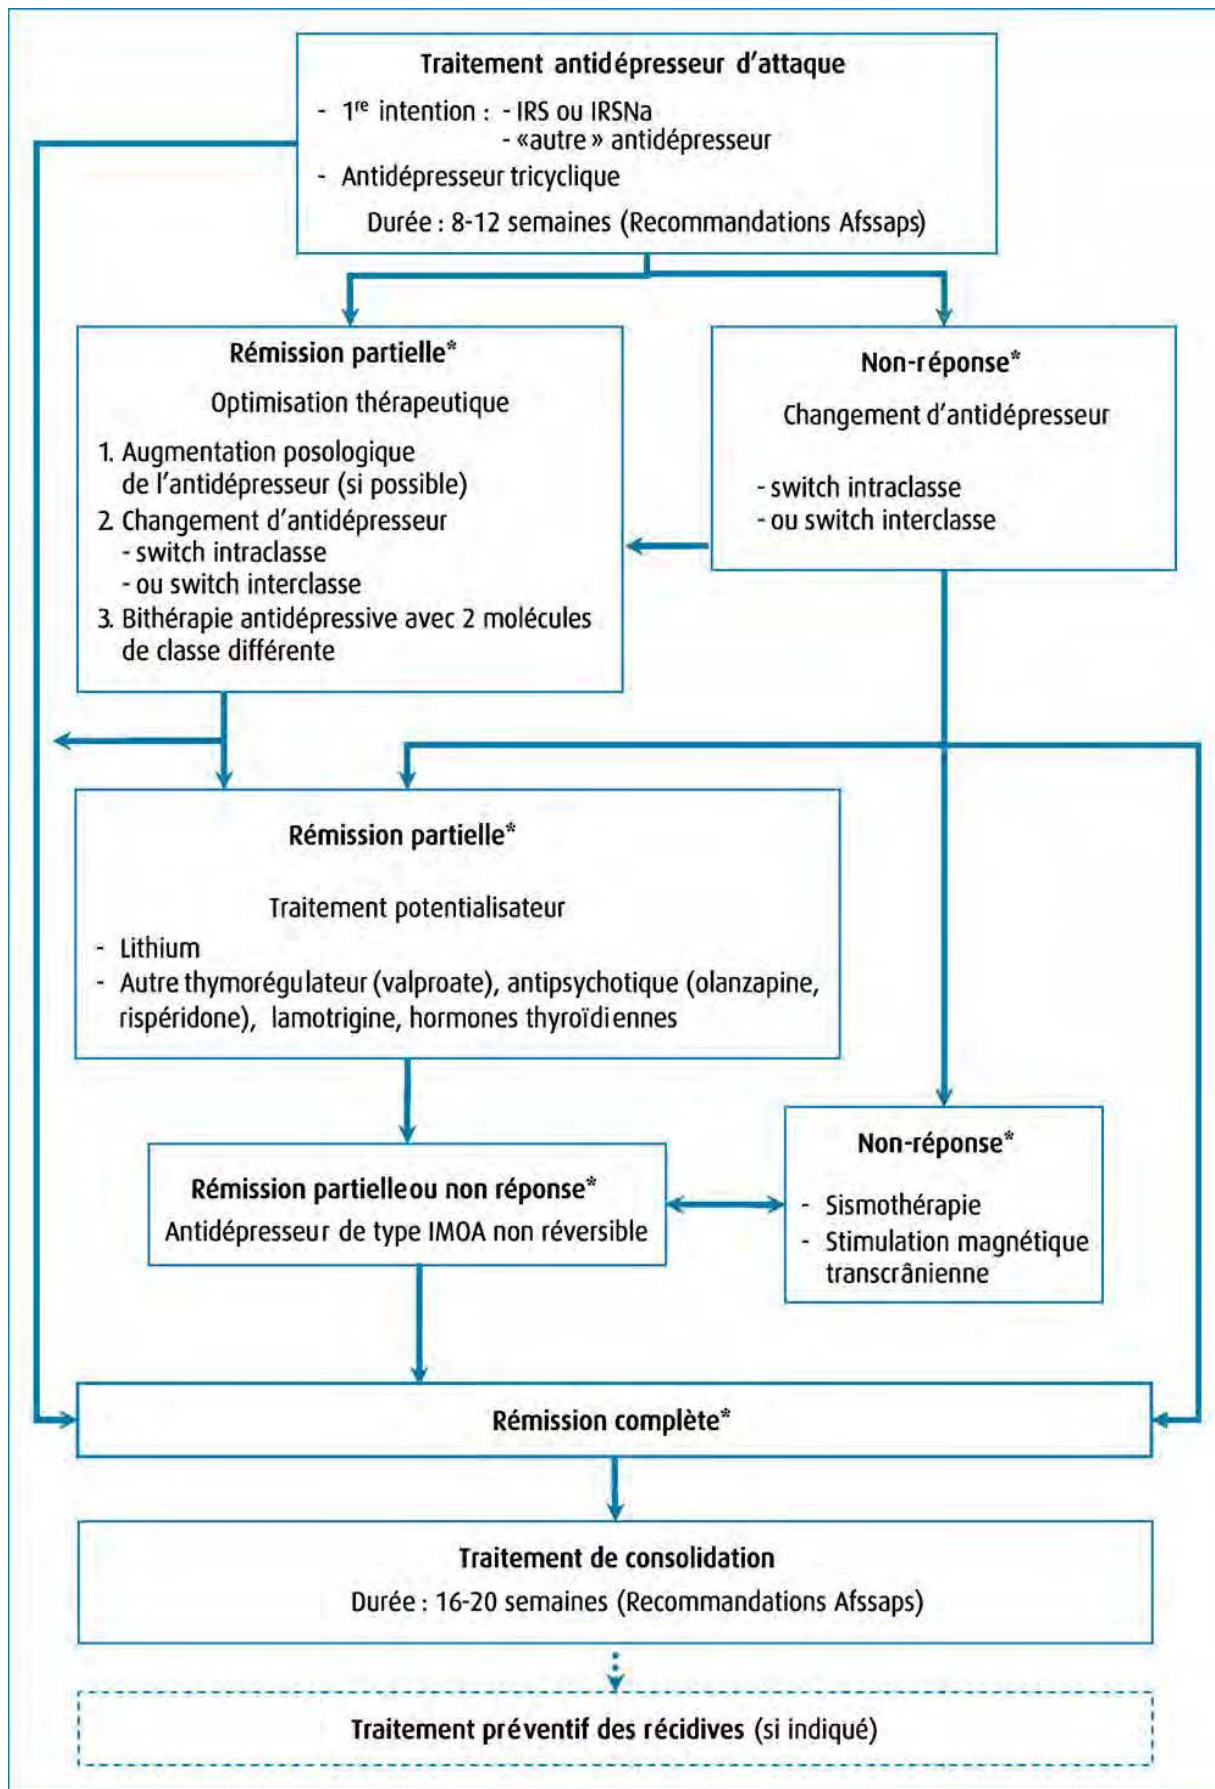 Traitement antidépresseur d'attaque
- 1re intention : - IRS ou IRSNa
- «autre» antidépresseur
- Antidépresseur tricyclique
Durée : 8-12 semaines (Recommandations Afssaps)
Rémission partielle*
Optimisation thérapeutique
1. Augmentation posologique
de l'antidépresseur (si possible)
2. Changement d'antidépresseur
- switch intraclasse
- ou switch interclasse
3. Bithérapie antidépressive avec 2 molécules
de classe différente
Non-réponse*
Changement d'antidépresseur
- switch intraclasse
- ou switch interclasse
Rémission partielle*
Traitement potentialisateur
- Lithium
- Autre thymorégulateur (valproate), antipsychotique (olanzapine,
rispéridone), lamotrigine, hormones thyroïdiennes
Rémission partielleou non réponse*
Antidépresseur de type IMOA non réversible
Non-réponse*
- Sismothérapie
- Stimulation magnétique
transcrânienne
Rémission complète*
Traitement de consolidation
Durée : 16-20 semaines (Recommandations Afssaps)
Traitement préventif des récidives (si indiqué)